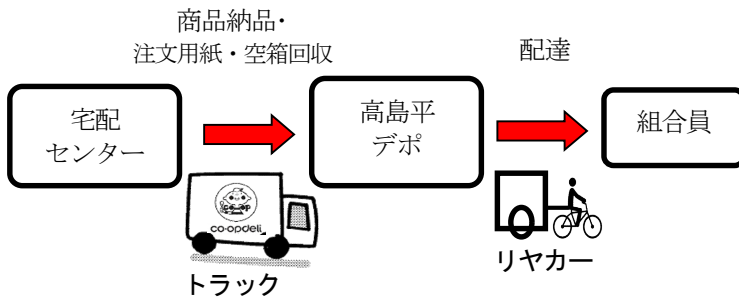 商品納品・
注文用紙・空箱回収
配達
宅配
センター
高島平
デポ
組合員
co-op
co-opdeli
トラック
リヤカー